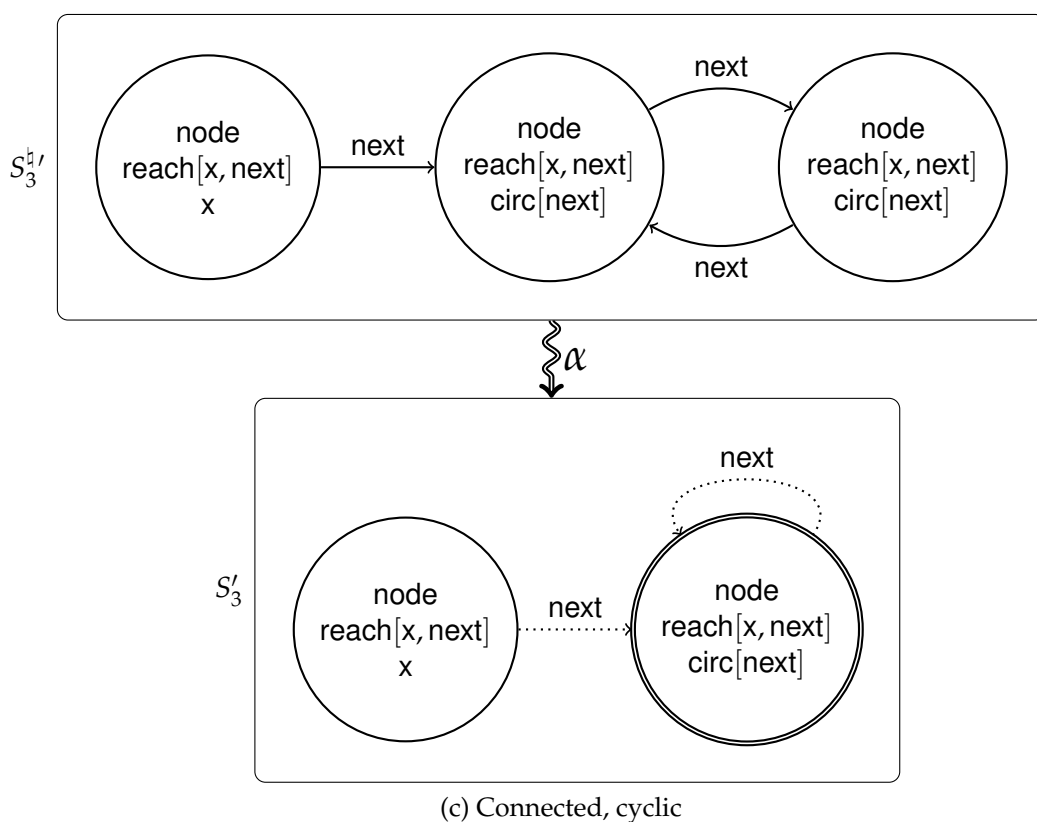 next
node
reach[x, next]
x
next
node
reach[x, next]
circ[next]
node
reach[x, next]
circ[next]
next
S₃♮′
α
next
node
reach[x, next]
x
next
node
reach[x, next]
circ[next]
S₃′
(c) Connected, cyclic